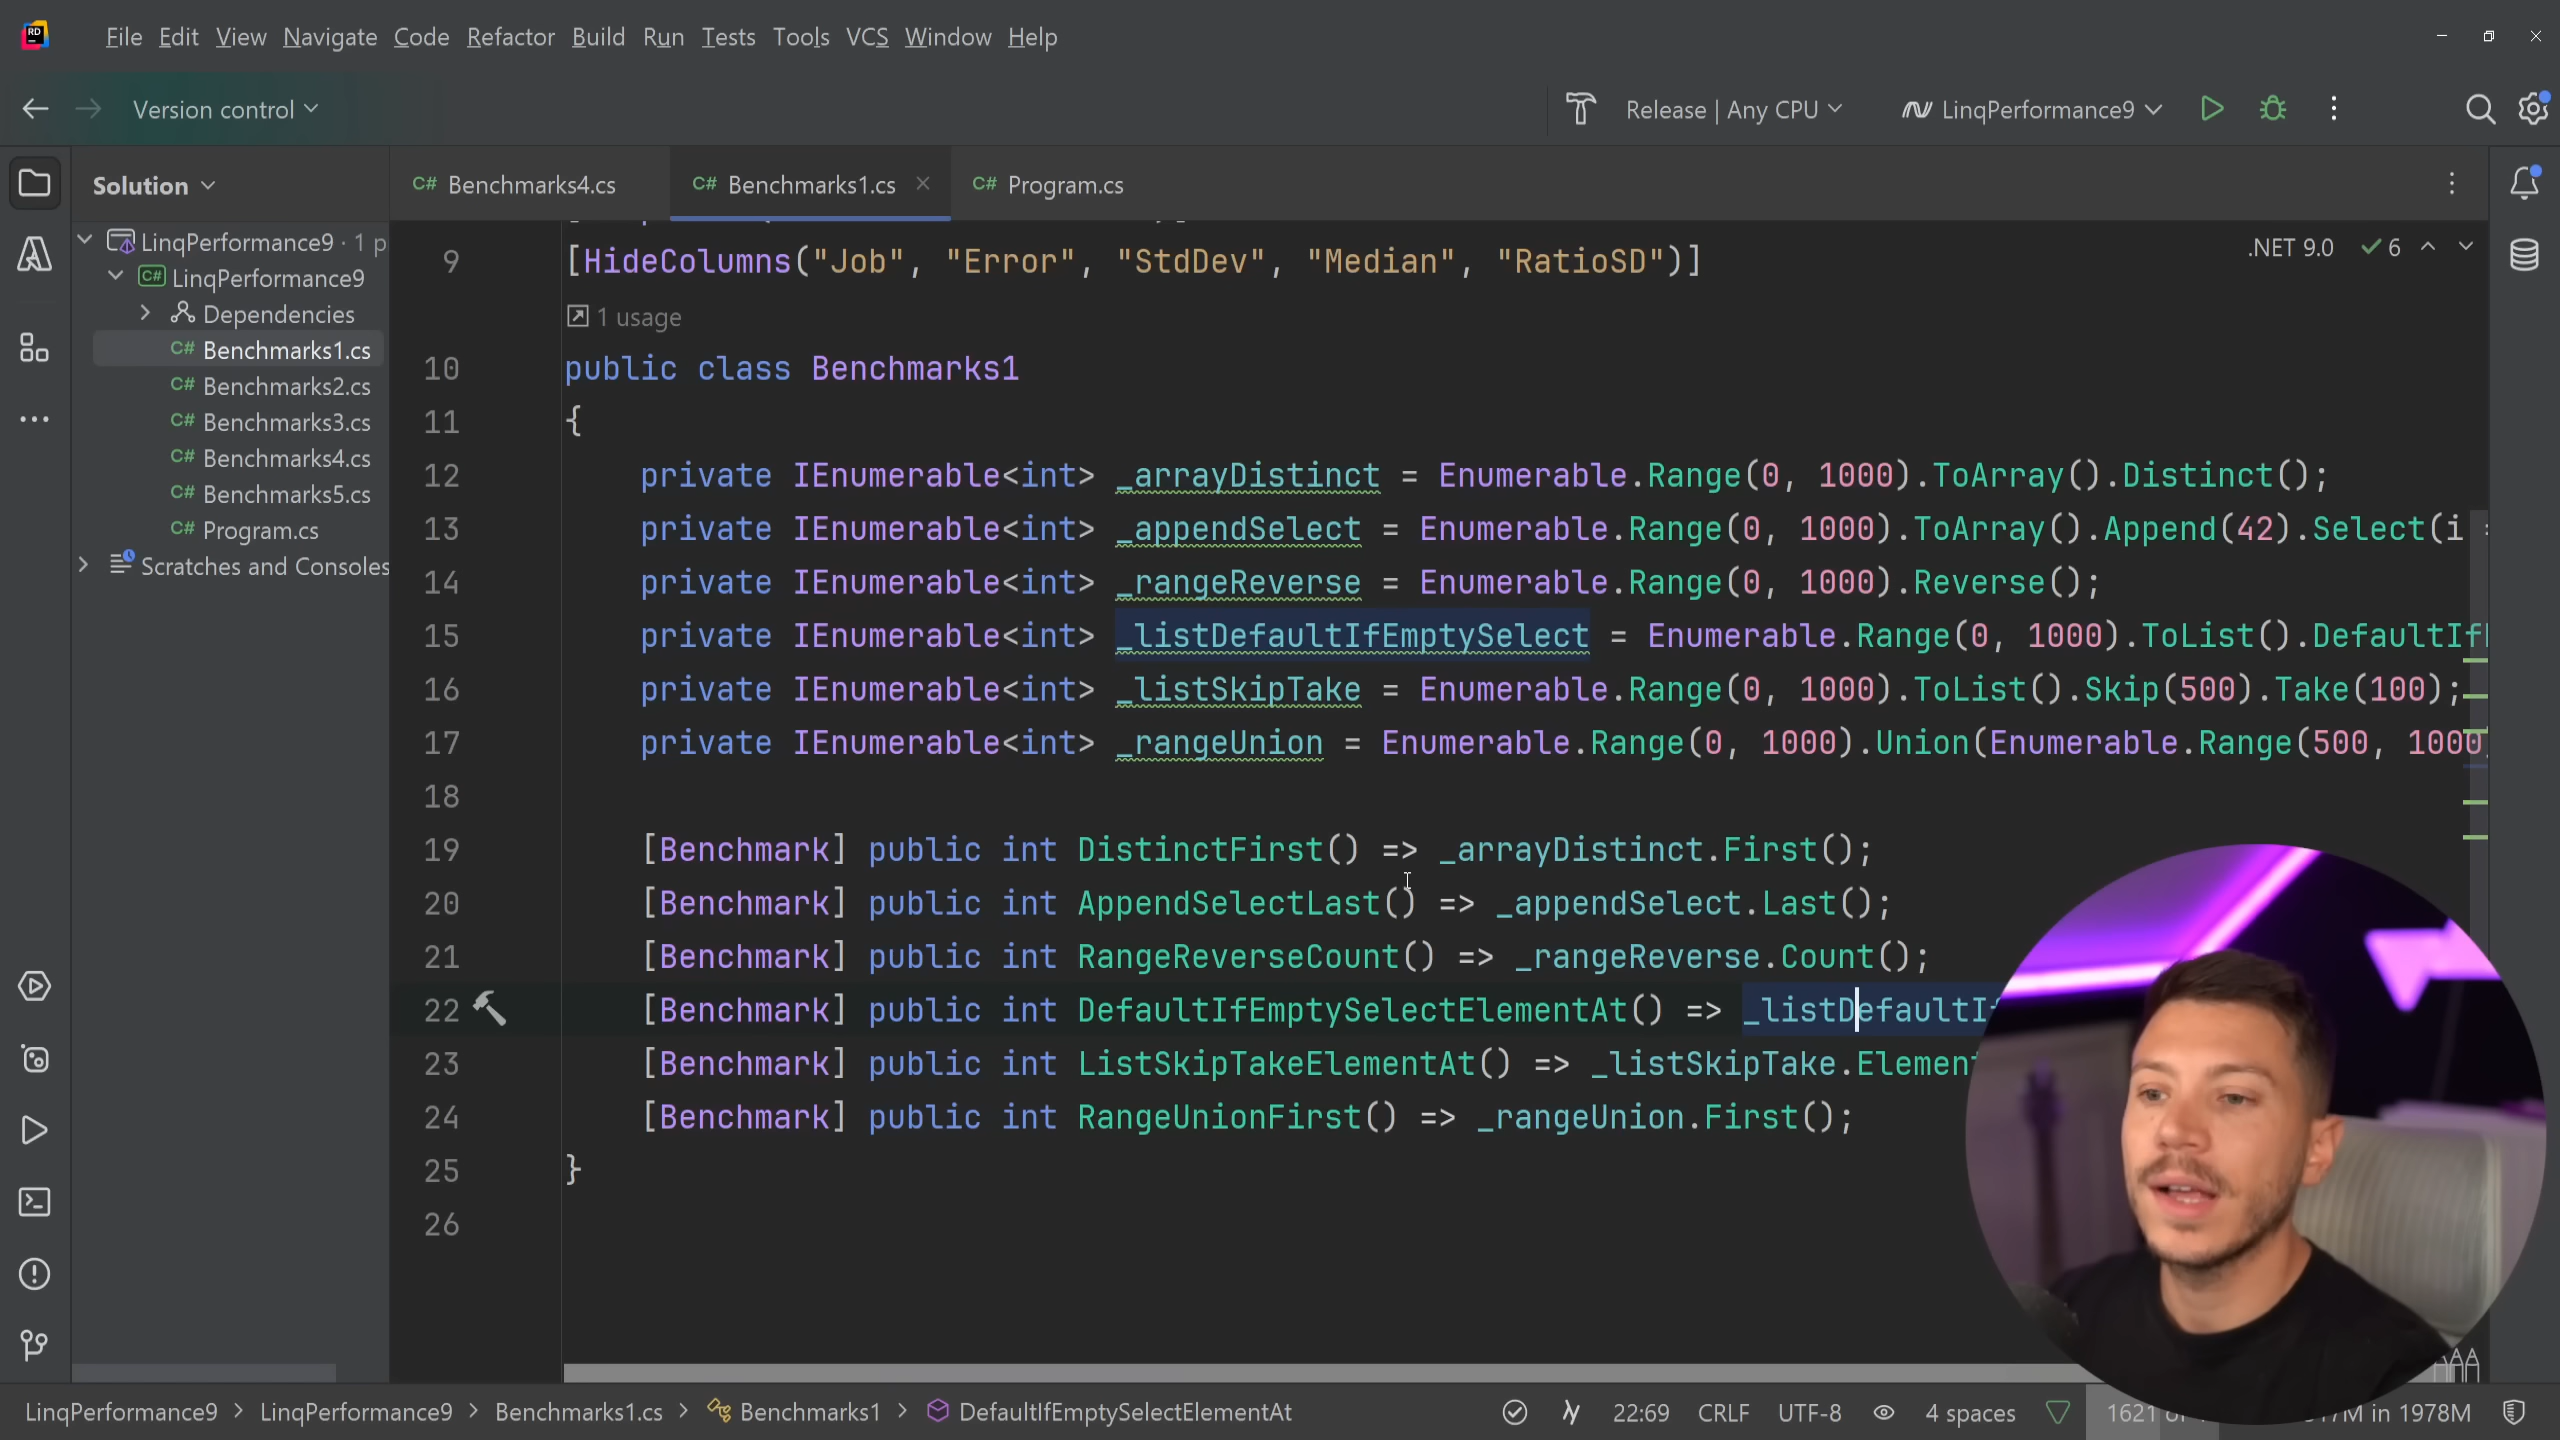 RD File Edit View Navigate Code Refactor Build Run Tests Tools VCS Window Help
Version control Release | Any CPU LinqPerformance9
Solution C# Benchmarks4.cs C# Benchmarks1.cs C# Program.cs
LinqPerformance9 · 1 p
C# LinqPerformance9
Dependencies
C# Benchmarks1.cs
C# Benchmarks2.cs
C# Benchmarks3.cs
C# Benchmarks4.cs
C# Benchmarks5.cs
C# Program.cs
Scratches and Consoles
.NET 9.0 6
9 [HideColumns("Job", "Error", "StdDev", "Median", "RatioSD")]
1 usage
10 public class Benchmarks1
11 {
12 private IEnumerable<int> _arrayDistinct = Enumerable.Range(0, 1000).ToArray().Distinct();
13 private IEnumerable<int> _appendSelect = Enumerable.Range(0, 1000).ToArray().Append(42).Select(i
14 private IEnumerable<int> _rangeReverse = Enumerable.Range(0, 1000).Reverse();
15 private IEnumerable<int> _listDefaultIfEmptySelect = Enumerable.Range(0, 1000).ToList().DefaultIf
16 private IEnumerable<int> _listSkipTake = Enumerable.Range(0, 1000).ToList().Skip(500).Take(100);
17 private IEnumerable<int> _rangeUnion = Enumerable.Range(0, 1000).Union(Enumerable.Range(500, 1000
18
19 [Benchmark] public int DistinctFirst() => _arrayDistinct.First();
20 [Benchmark] public int AppendSelectLast() => _appendSelect.Last();
21 [Benchmark] public int RangeReverseCount() => _rangeReverse.Count();
22 [Benchmark] public int DefaultIfEmptySelectElementAt() => _listDefaultIf
23 [Benchmark] public int ListSkipTakeElementAt() => _listSkipTake.Element
24 [Benchmark] public int RangeUnionFirst() => _rangeUnion.First();
25 }
26
LinqPerformance9 > LinqPerformance9 > Benchmarks1.cs > Benchmarks1 > DefaultIfEmptySelectElementAt 22:69 CRLF UTF-8 4 spaces 1621 in 1978M